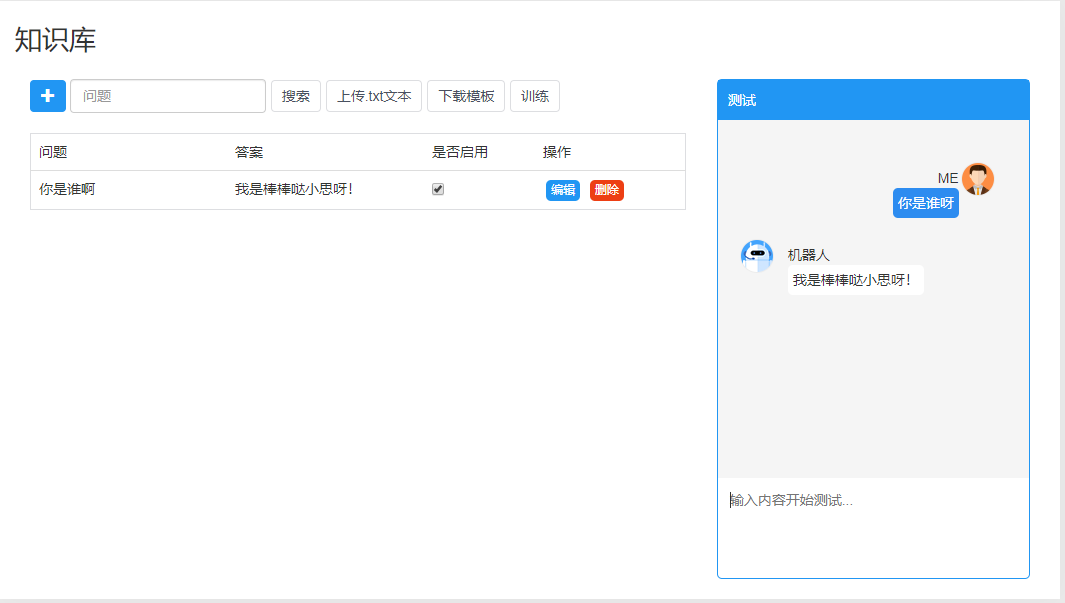 知识库
问题 搜索 上传.txt文本 下载模板 训练
问题 答案 是否启用 操作
你是谁啊 我是棒棒哒小思呀！ 编辑 删除
测试
ME
你是谁呀
机器人
我是棒棒哒小思呀！
输入内容开始测试...